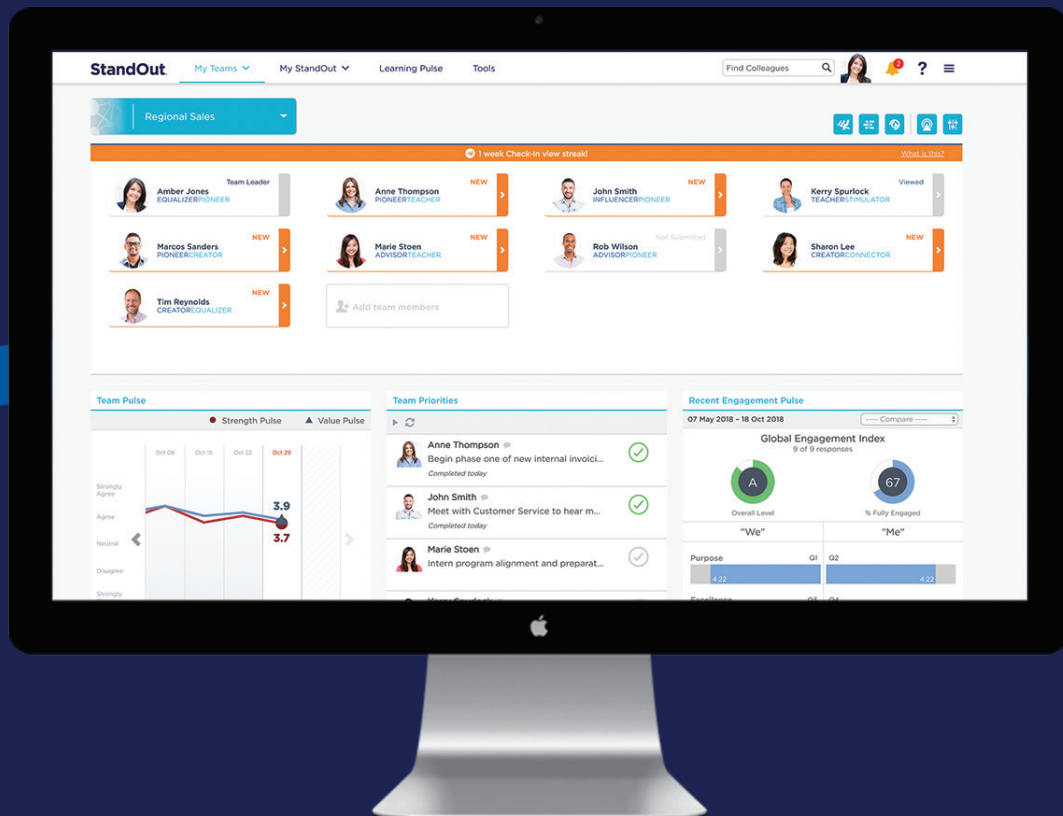 StandOut.
My Teams
My StandOut
Learning Pulse
Tools
Find Colleagues
2
?
Regional Sales
1 week Check-In view streak!
What is this?
Amber Jones
Team Leader
EQUALIZERPIONEER
Anne Thompson
NEW
PIONEERTEACHER
John Smith
NEW
INFLUENCERPIONEER
Kerry Spurlock
Viewed
TEACHERSTIMULATOR
Marcos Sanders
NEW
PIONEERCREATOR
Marie Stoen
NEW
ADVISORTEACHER
Rob Wilson
Not Submitted
ADVISORPIONEER
Sharon Lee
NEW
CREATORCONNECTOR
Tim Reynolds
NEW
CREATOREQUALIZER
Add team members
Team Pulse
Strength Pulse
Value Pulse
Oct 15
Oct 22
Oct 29
Strongly
Agree
Agree
Neutral
Disagree
Strongly
3.9
3.7
Team Priorities
Anne Thompson
Begin phase one of new internal invoici...
Completed today
John Smith
Meet with Customer Service to hear m...
Completed today
Marie Stoen
Intern program alignment and preparat...
Recent Engagement Pulse
07 May 2018 – 18 Oct 2018
---- Compare ----
Global Engagement Index
9 of 9 responses
A
67
Overall Level
% Fully Engaged
"We"
"Me"
Purpose
Q1
Q2
4.22
4.22